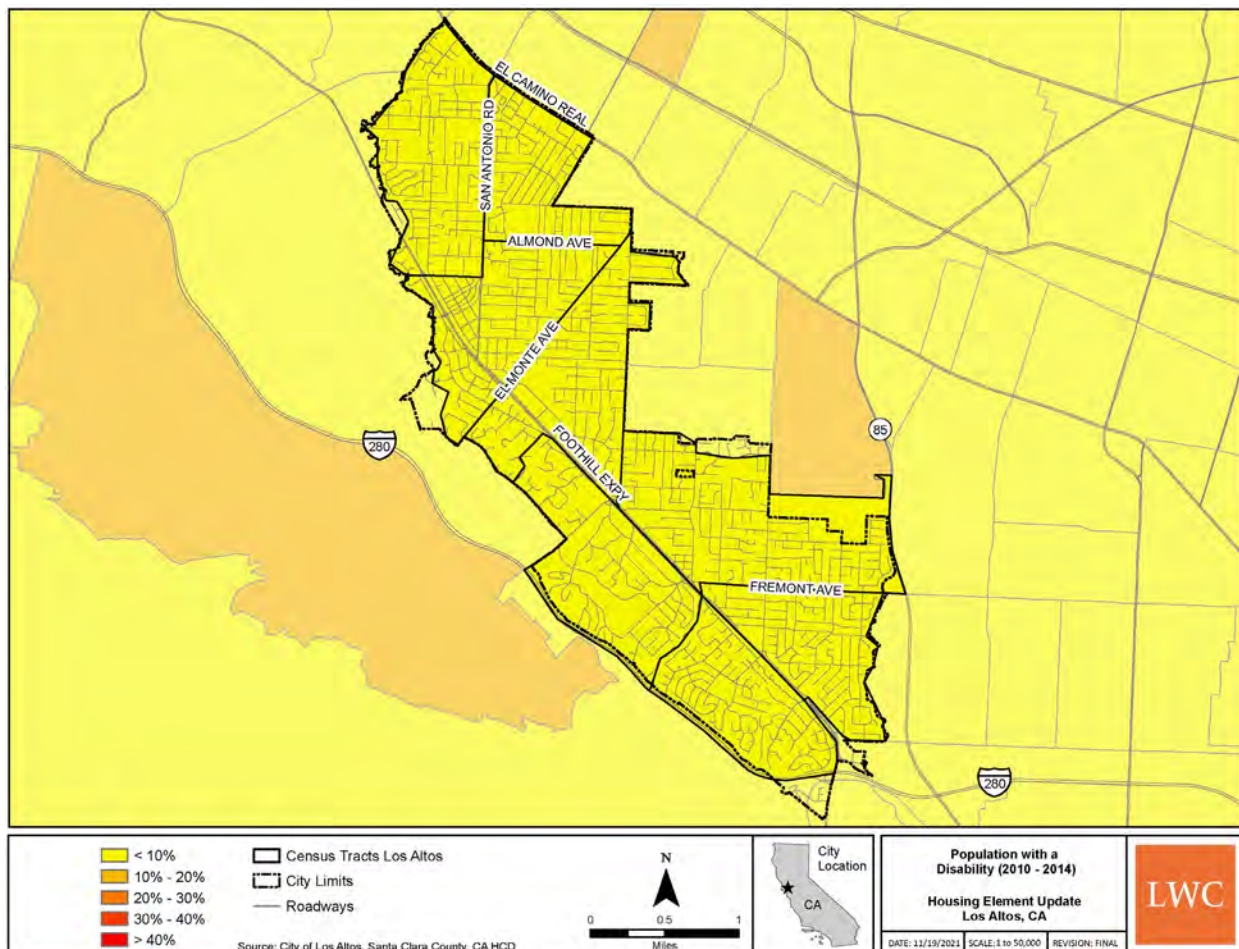 EL CAMINO REAL
SAN ANTONIO RD
ALMOND AVE
EL MONTE AVE
280
85
FOOTHILL EXPY
FREMONT AVE
280
< 10%
10% - 20%
20% - 30%
30% - 40%
> 40%
Census Tracts Los Altos
City Limits
Roadways
Source: City of Los Altos, Santa Clara County, CA HCD
N
0 0.5 1
Miles
City
Location
CA
Population with a
Disability (2010 - 2014)
Housing Element Update
Los Altos, CA
DATE: 11/19/2021 SCALE: 1 to 50,000 REVISION: FINAL
LWC